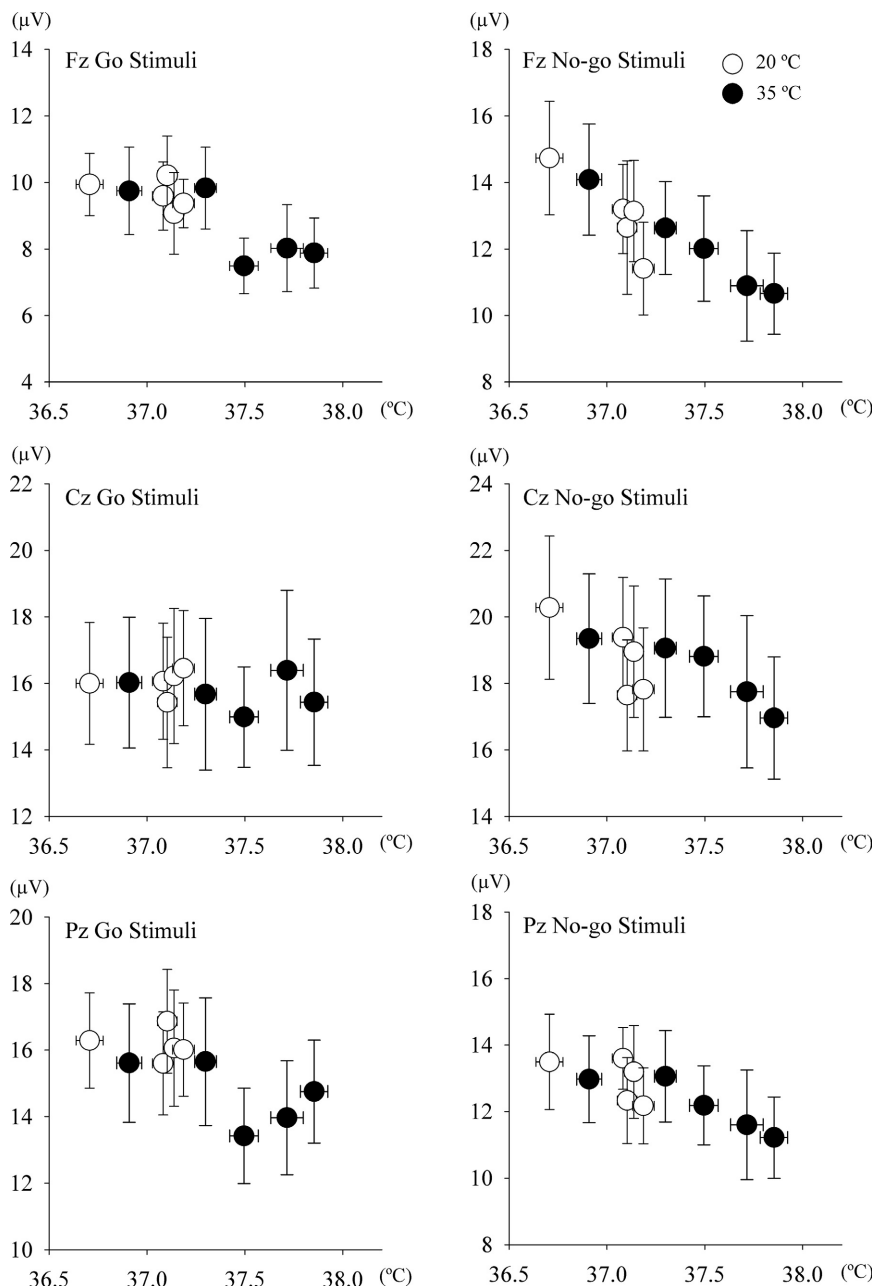 (μV)
Fz Go Stimuli
14
12
10
8
6
4
36.5 37.0 37.5 38.0 (ºC)
(μV)
Fz No-go Stimuli
20 ºC
35 ºC
18
16
14
12
10
8
36.5 37.0 37.5 38.0 (ºC)
(μV)
Cz Go Stimuli
22
20
18
16
14
12
36.5 37.0 37.5 38.0 (ºC)
(μV)
Cz No-go Stimuli
24
22
20
18
16
14
36.5 37.0 37.5 38.0 (ºC)
(μV)
Pz Go Stimuli
20
18
16
14
12
10
36.5 37.0 37.5 38.0 (ºC)
(μV)
Pz No-go Stimuli
18
16
14
12
10
8
36.5 37.0 37.5 38.0 (ºC)